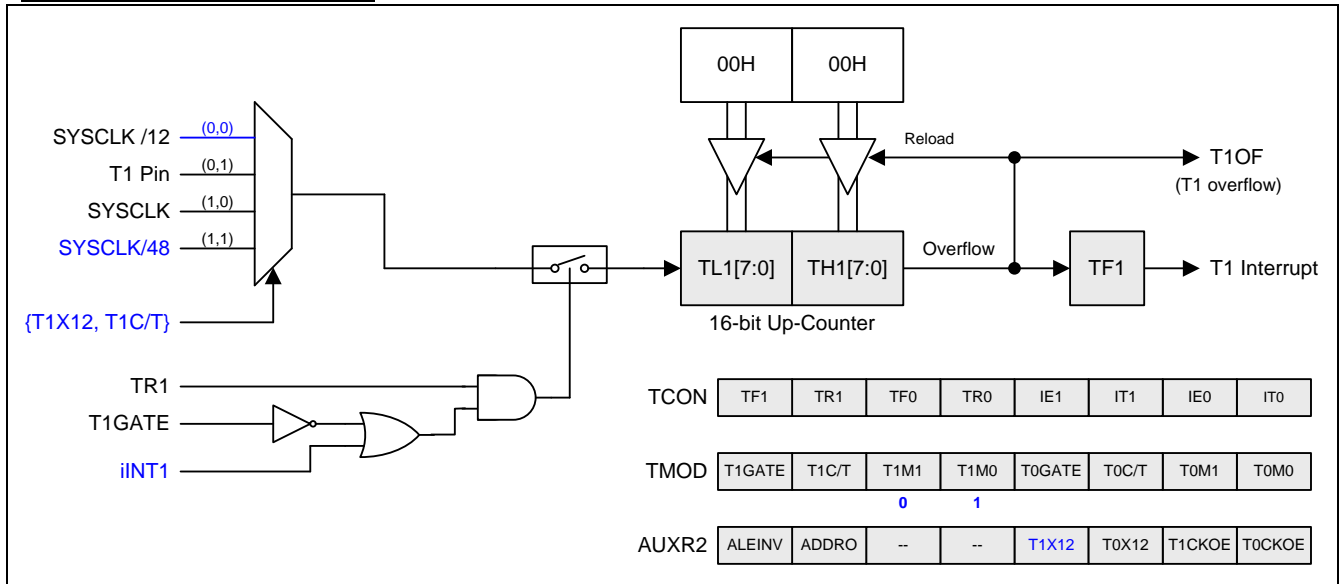 00H 00H
SYSCLK /12 (0,0)
T1 Pin (0,1)
SYSCLK (1,0)
SYSCLK/48 (1,1)
{T1X12, T1C/T}
Reload
T1OF
(T1 overflow)
TL1[7:0] TH1[7:0]
Overflow
TF1
T1 Interrupt
16-bit Up-Counter
TR1
T1GATE
iINT1
TCON TF1 TR1 TF0 TR0 IE1 IT1 IE0 IT0
TMOD T1GATE T1C/T T1M1 T1M0 T0GATE T0C/T T0M1 T0M0
0 1
AUXR2 ALEINV ADDRO -- -- T1X12 T0X12 T1CKOE T0CKOE